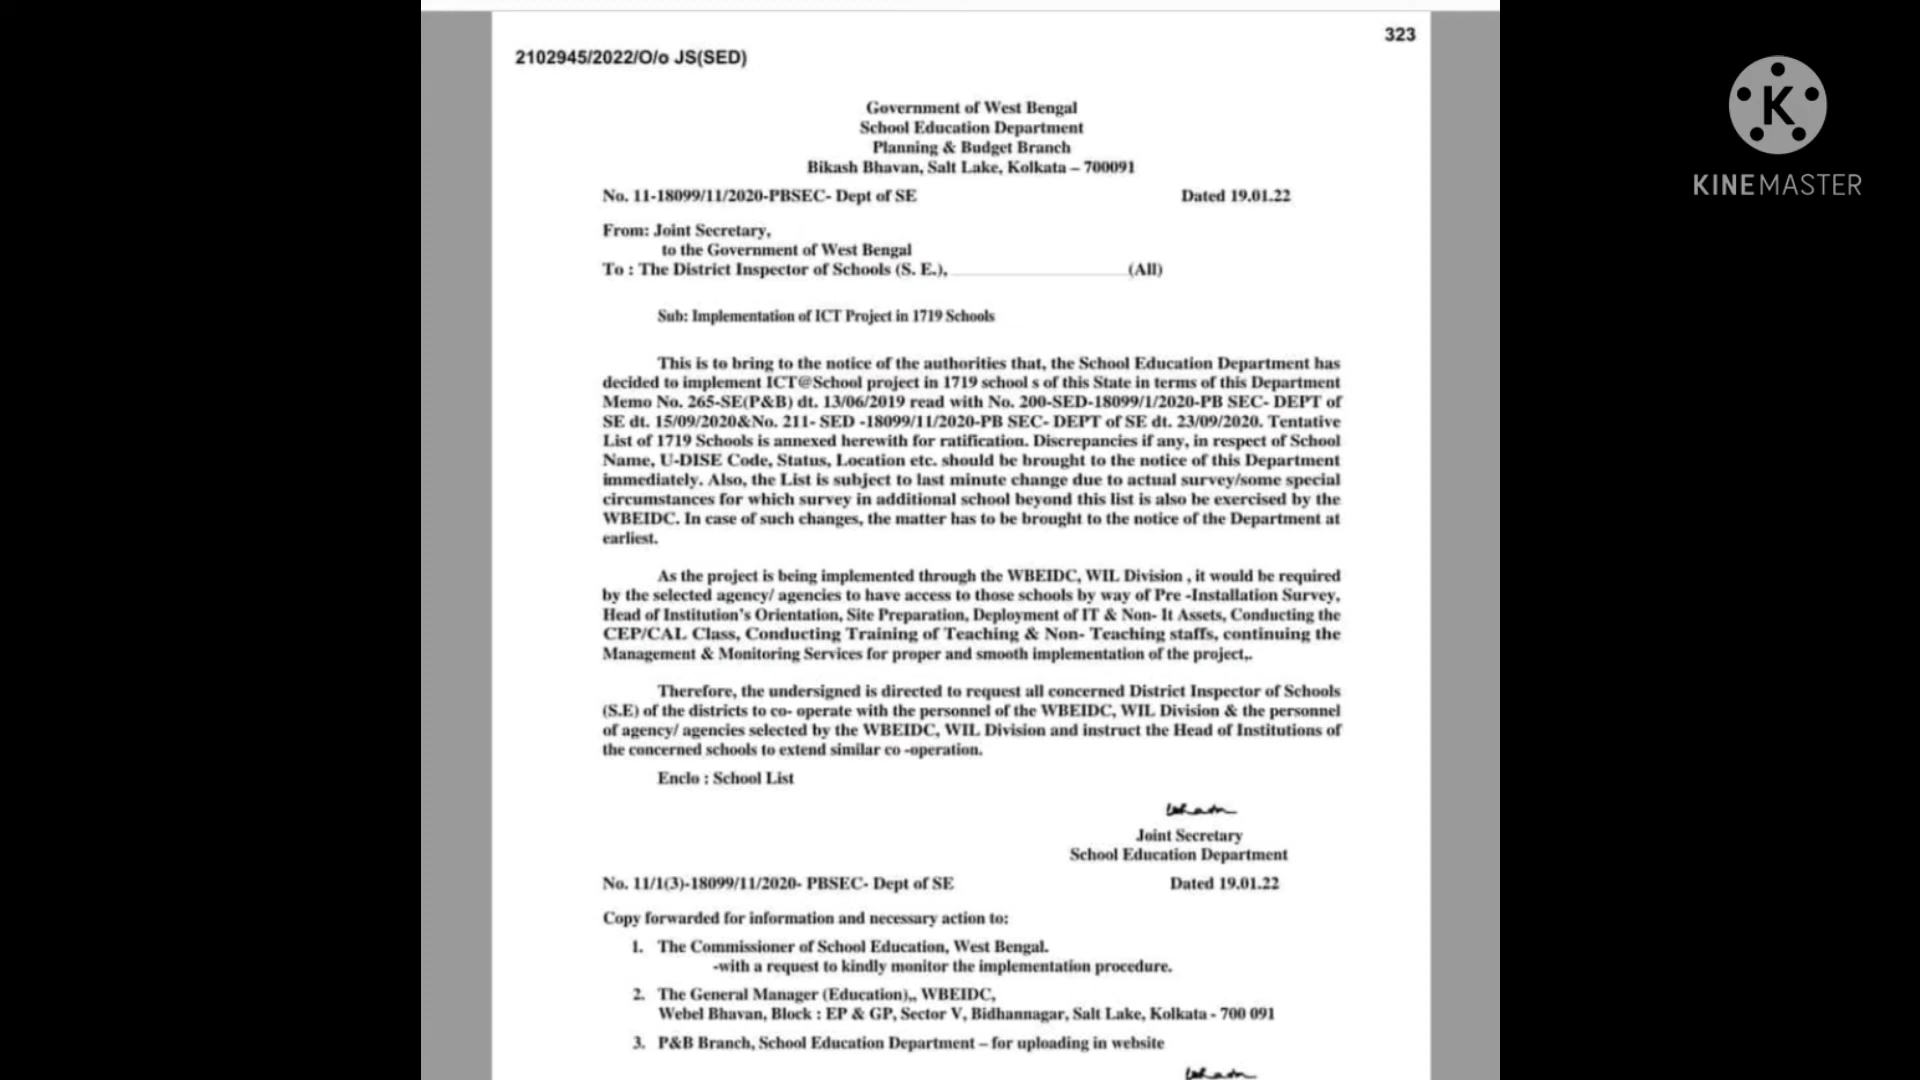 323
2102945/2022/O/o JS(SED)
Government of West Bengal
School Education Department
Planning & Budget Branch
Bikash Bhavan, Salt Lake, Kolkata – 700091
No. 11-18099/11/2020-PBSEC- Dept of SE Dated 19.01.22
From: Joint Secretary,
to the Government of West Bengal
To : The District Inspector of Schools (S. E.), (All)
Sub: Implementation of ICT Project in 1719 Schools
This is to bring to the notice of the authorities that, the School Education Department has
decided to implement ICT@School project in 1719 school s of this State in terms of this Department
Memo No. 265-SE(P&B) dt. 13/06/2019 read with No. 200-SED-18099/1/2020-PB SEC- DEPT of
SE dt. 15/09/2020&No. 211- SED -18099/11/2020-PB SEC- DEPT of SE dt. 23/09/2020. Tentative
List of 1719 Schools is annexed herewith for ratification. Discrepancies if any, in respect of School
Name, U-DISE Code, Status, Location etc. should be brought to the notice of this Department
immediately. Also, the List is subject to last minute change due to actual survey/some special
circumstances for which survey in additional school beyond this list is also be exercised by the
WBEIDC. In case of such changes, the matter has to be brought to the notice of the Department at
earliest.
As the project is being implemented through the WBEIDC, WIL Division , it would be required
by the selected agency/ agencies to have access to those schools by way of Pre -Installation Survey,
Head of Institution's Orientation, Site Preparation, Deployment of IT & Non- It Assets, Conducting the
CEP/CAL Class, Conducting Training of Teaching & Non- Teaching staffs, continuing the
Management & Monitoring Services for proper and smooth implementation of the project,.
Therefore, the undersigned is directed to request all concerned District Inspector of Schools
(S.E) of the districts to co- operate with the personnel of the WBEIDC, WIL Division & the personnel
of agency/ agencies selected by the WBEIDC, WIL Division and instruct the Head of Institutions of
the concerned schools to extend similar co -operation.
Enclo : School List
Joint Secretary
School Education Department
No. 11/1(3)-18099/11/2020- PBSEC- Dept of SE Dated 19.01.22
Copy forwarded for information and necessary action to:
1. The Commissioner of School Education, West Bengal.
-with a request to kindly monitor the implementation procedure.
2. The General Manager (Education),, WBEIDC,
Webel Bhavan, Block : EP & GP, Sector V, Bidhannagar, Salt Lake, Kolkata - 700 091
3. P&B Branch, School Education Department – for uploading in website
K
KINEMASTER